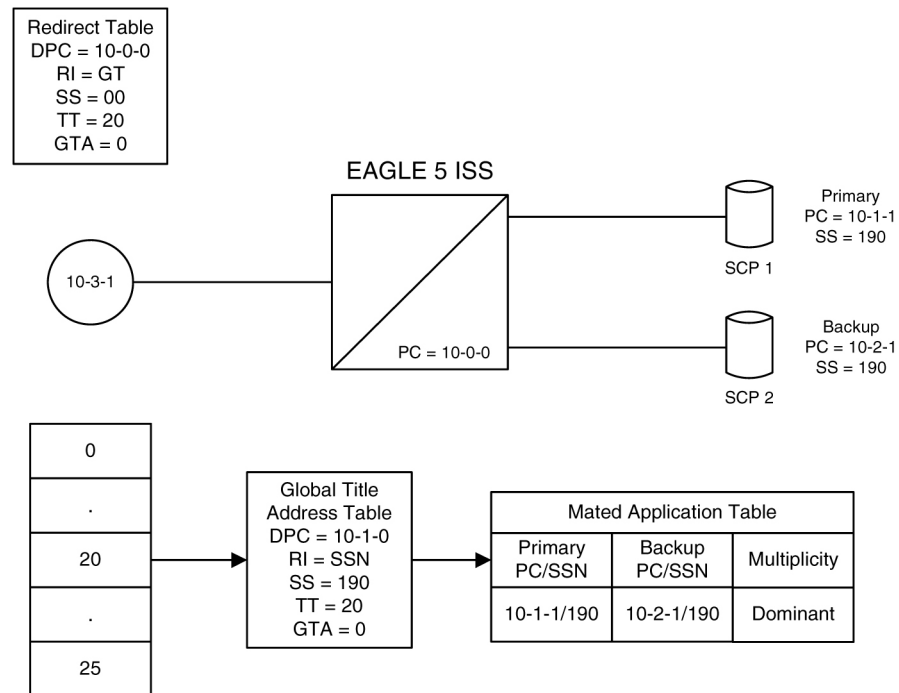 Redirect Table
DPC = 10-0-0
RI = GT
SS = 00
TT = 20
GTA = 0
EAGLE 5 ISS
10-3-1
PC = 10-0-0
Primary
PC = 10-1-1
SS = 190
SCP 1
Backup
PC = 10-2-1
SS = 190
SCP 2
0
.
20
.
25
Global Title
Address Table
DPC = 10-1-0
RI = SSN
SS = 190
TT = 20
GTA = 0
Mated Application Table
Primary
PC/SSN
Backup
PC/SSN
Multiplicity
10-1-1/190
10-2-1/190
Dominant